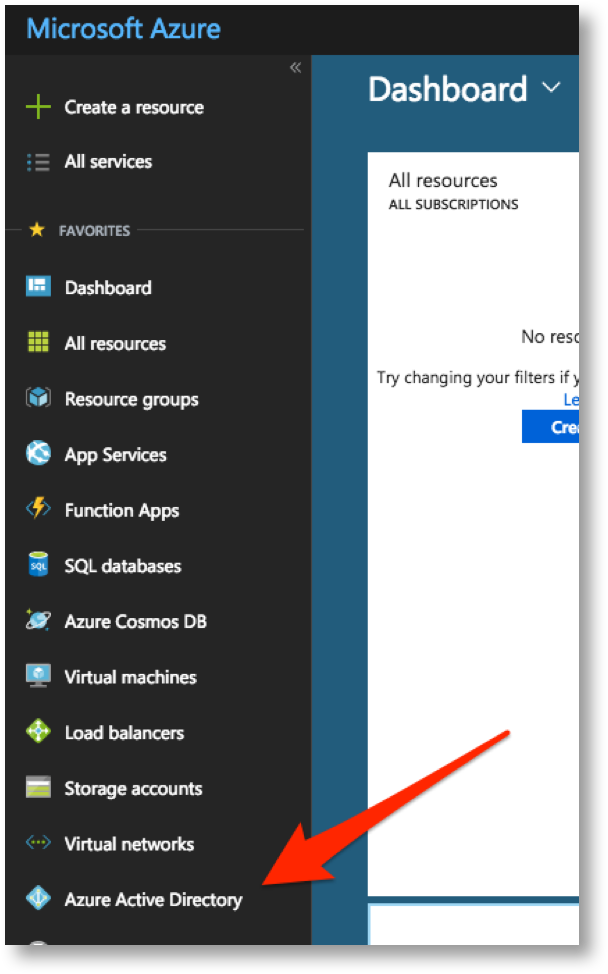 Microsoft Azure
«
Create a resource
All services
FAVORITES
Dashboard
All resources
Resource groups
App Services
Function Apps
SQL databases
Azure Cosmos DB
Virtual machines
Load balancers
Storage accounts
Virtual networks
Azure Active Directory
Dashboard
All resources
ALL SUBSCRIPTIONS
No reso
Try changing your filters if y
Le
Crea